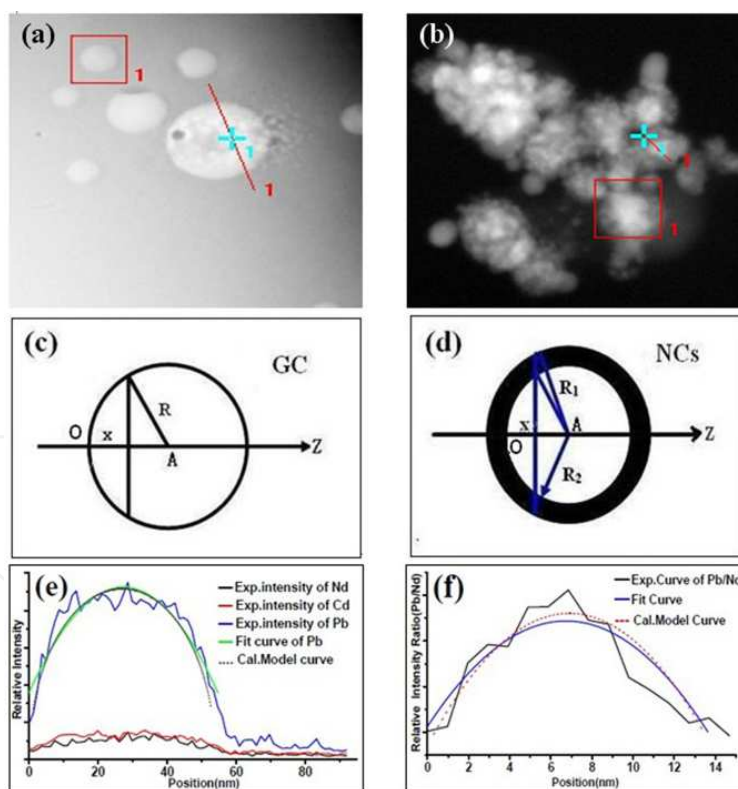 (a)
1
1
1
(b)
1
1
(c)
GC
O
x
R
A
Z
(d)
NCs
R1
x
A
O
Z
R2
(e)
Exp.intensity of Nd
Exp.intensity of Cd
Exp.intensity of Pb
Fit curve of Pb
Cal.Model curve
Relative Intensity
0 20 40 60 80
Position(nm)
(f)
Exp.Curve of Pb/Nd
Fit Curve
Cal.Model Curve
Relative Intensity Ratio(Pb/Nd)
0 2 4 6 8 10 12 14
Position(nm)